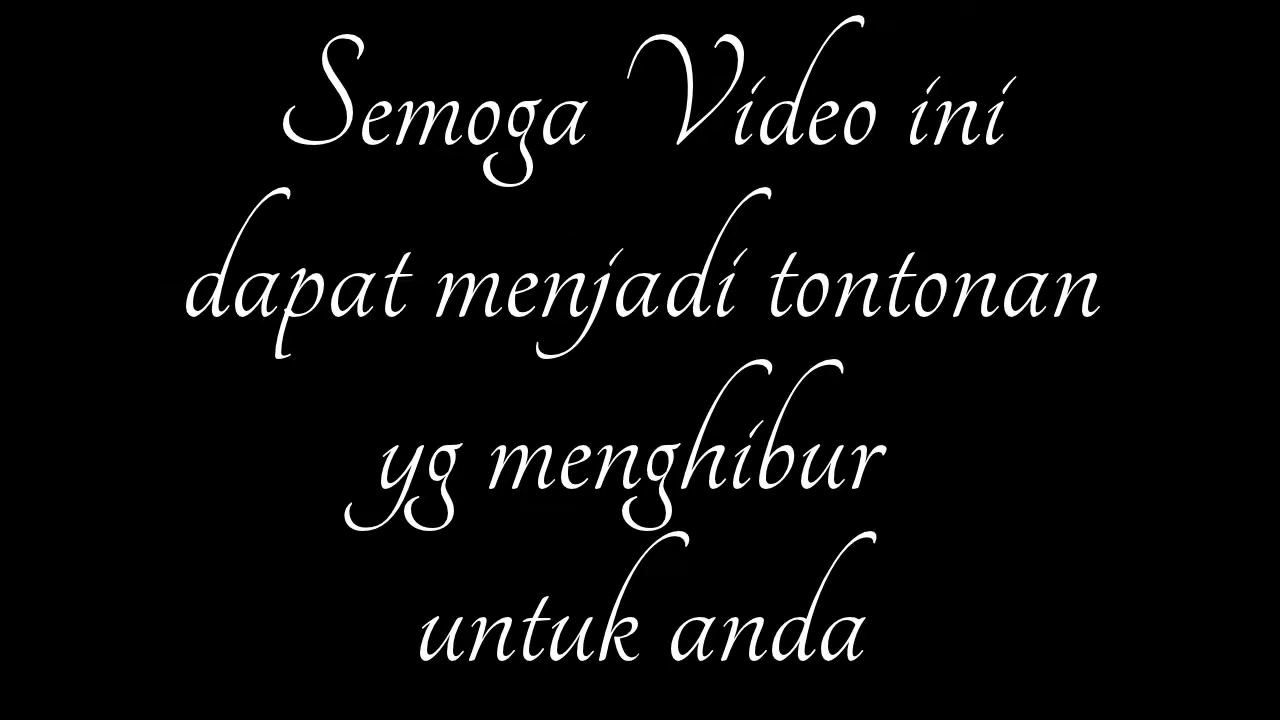 Semoga Video ini
dapat menjadi tontonan
yg menghibur
untuk anda